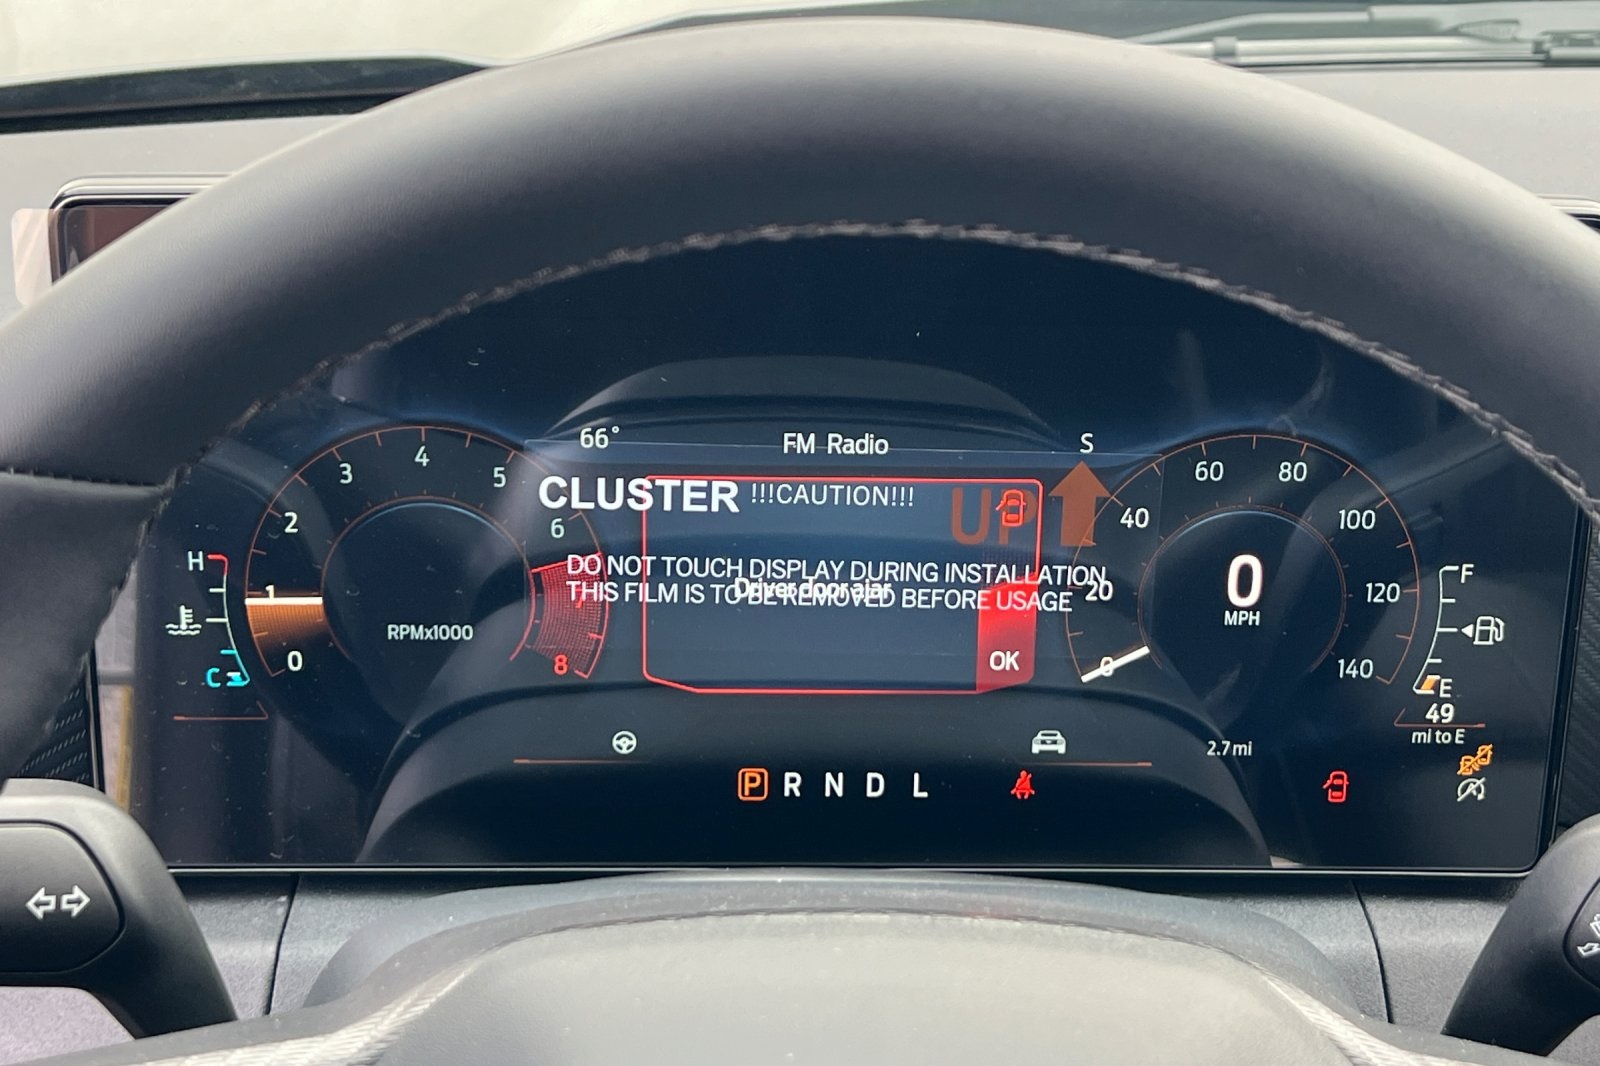 66° FM Radio S
CLUSTER !!!CAUTION!!! UP
DO NOT TOUCH DISPLAY DURING INSTALLATION
THIS FILM IS TO BE REMOVED BEFORE USAGE
Driver door ajar
OK
0 1 2 3 4 5 6 7 8
RPMx1000
H
C
0 20 40 60 80 100 120 140
0
MPH
F
E
49
mi to E
2.7 mi
P R N D L